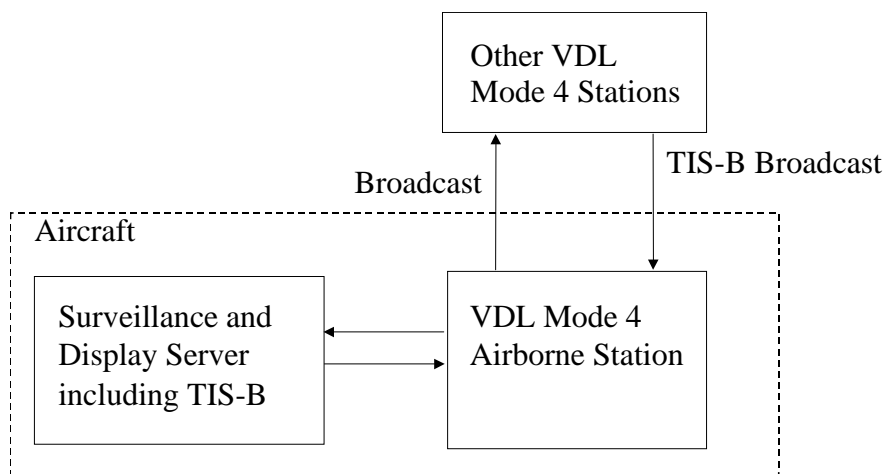 Other VDL
Mode 4 Stations
Broadcast
TIS-B Broadcast
Aircraft
Surveillance and
Display Server
including TIS-B
VDL Mode 4
Airborne Station